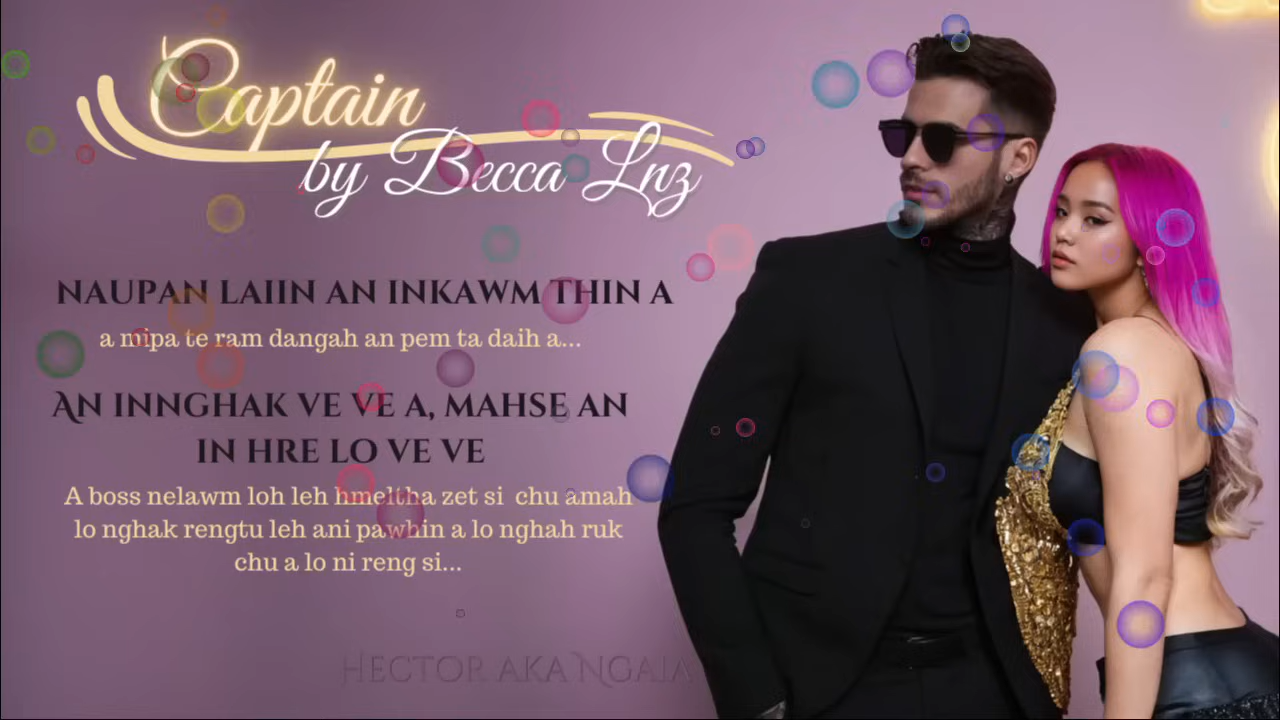 Captain
by Becca Lnz
NAUPAN LAIIN AN INKAWM THIN A
a mipa te ram dangah an pem ta daih a...
AN INNGHAK VE VE A, MAHSE AN
IN HRE LO VE VE
A boss nelawm loh leh hmeltha zet si chu amah
lo nghak rengtu leh ani pawhin a lo nghah ruk
chu a lo ni reng si...
HECTOR AKA NGAIA